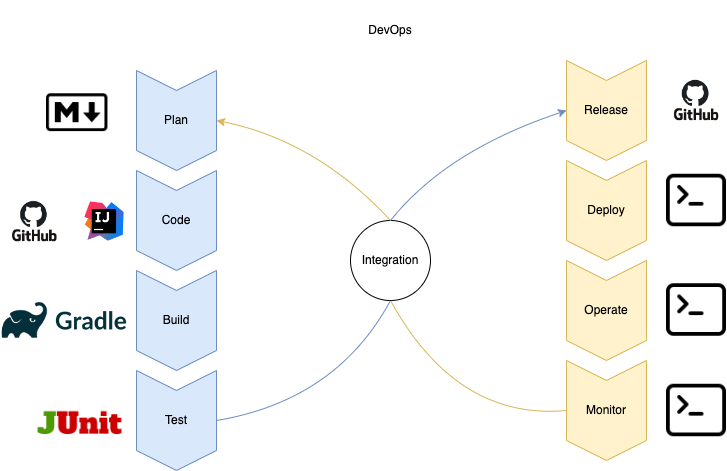 DevOps
M
Plan
Release
GitHub
GitHub
IJ
Code
Deploy
>_
Integration
Gradle
Build
Operate
>_
JUnit
Test
Monitor
>_